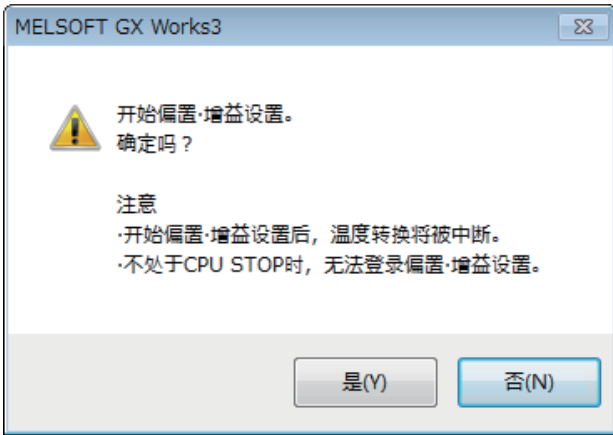 MELSOFT GX Works3
开始偏置·增益设置。
确定吗？
注意
·开始偏置·增益设置后，温度转换将被中断。
·不处于CPU STOP时，无法登录偏置·增益设置。
是(Y)
否(N)